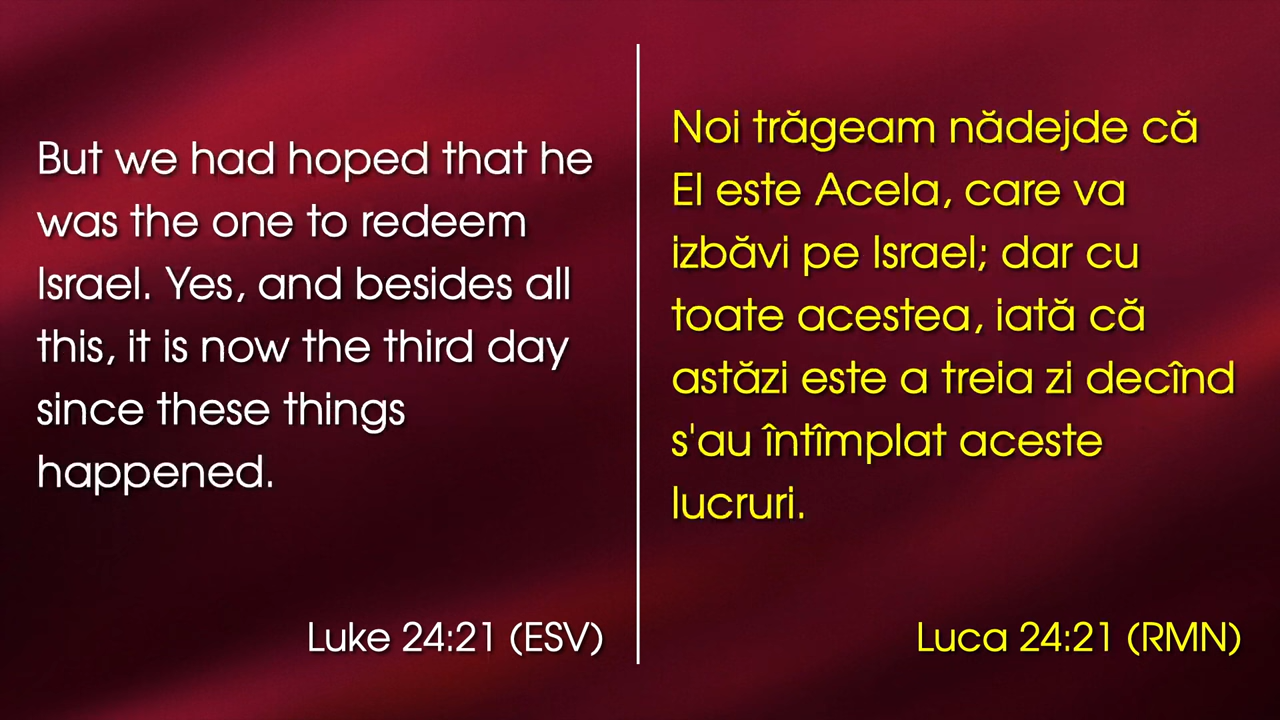 But we had hoped that he
was the one to redeem
Israel. Yes, and besides all
this, it is now the third day
since these things
happened.
Luke 24:21 (ESV)
Noi trăgeam nădejde că
El este Acela, care va
izbăvi pe Israel; dar cu
toate acestea, iată că
astăzi este a treia zi decînd
s'au întîmplat aceste
lucruri.
Luca 24:21 (RMN)